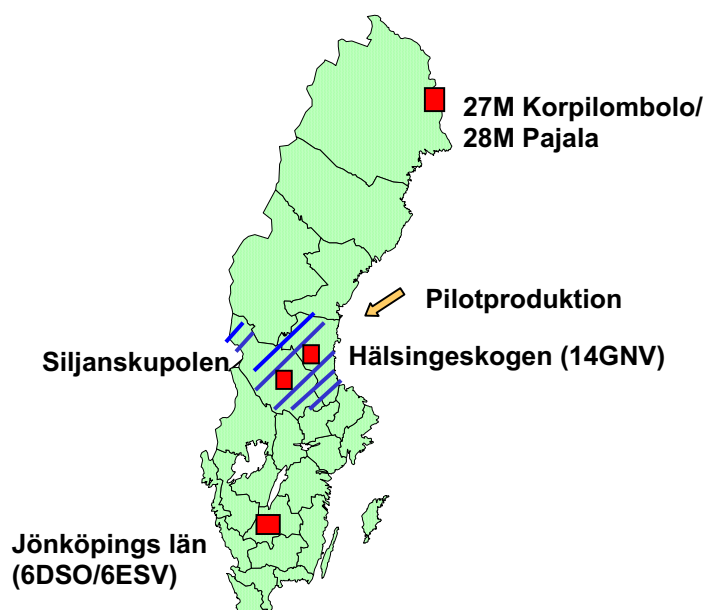 27M Korpilombolo/
28M Pajala
Pilotproduktion
Siljanskupolen
Hälsingeskogen (14GNV)
Jönköpings län
(6DSO/6ESV)